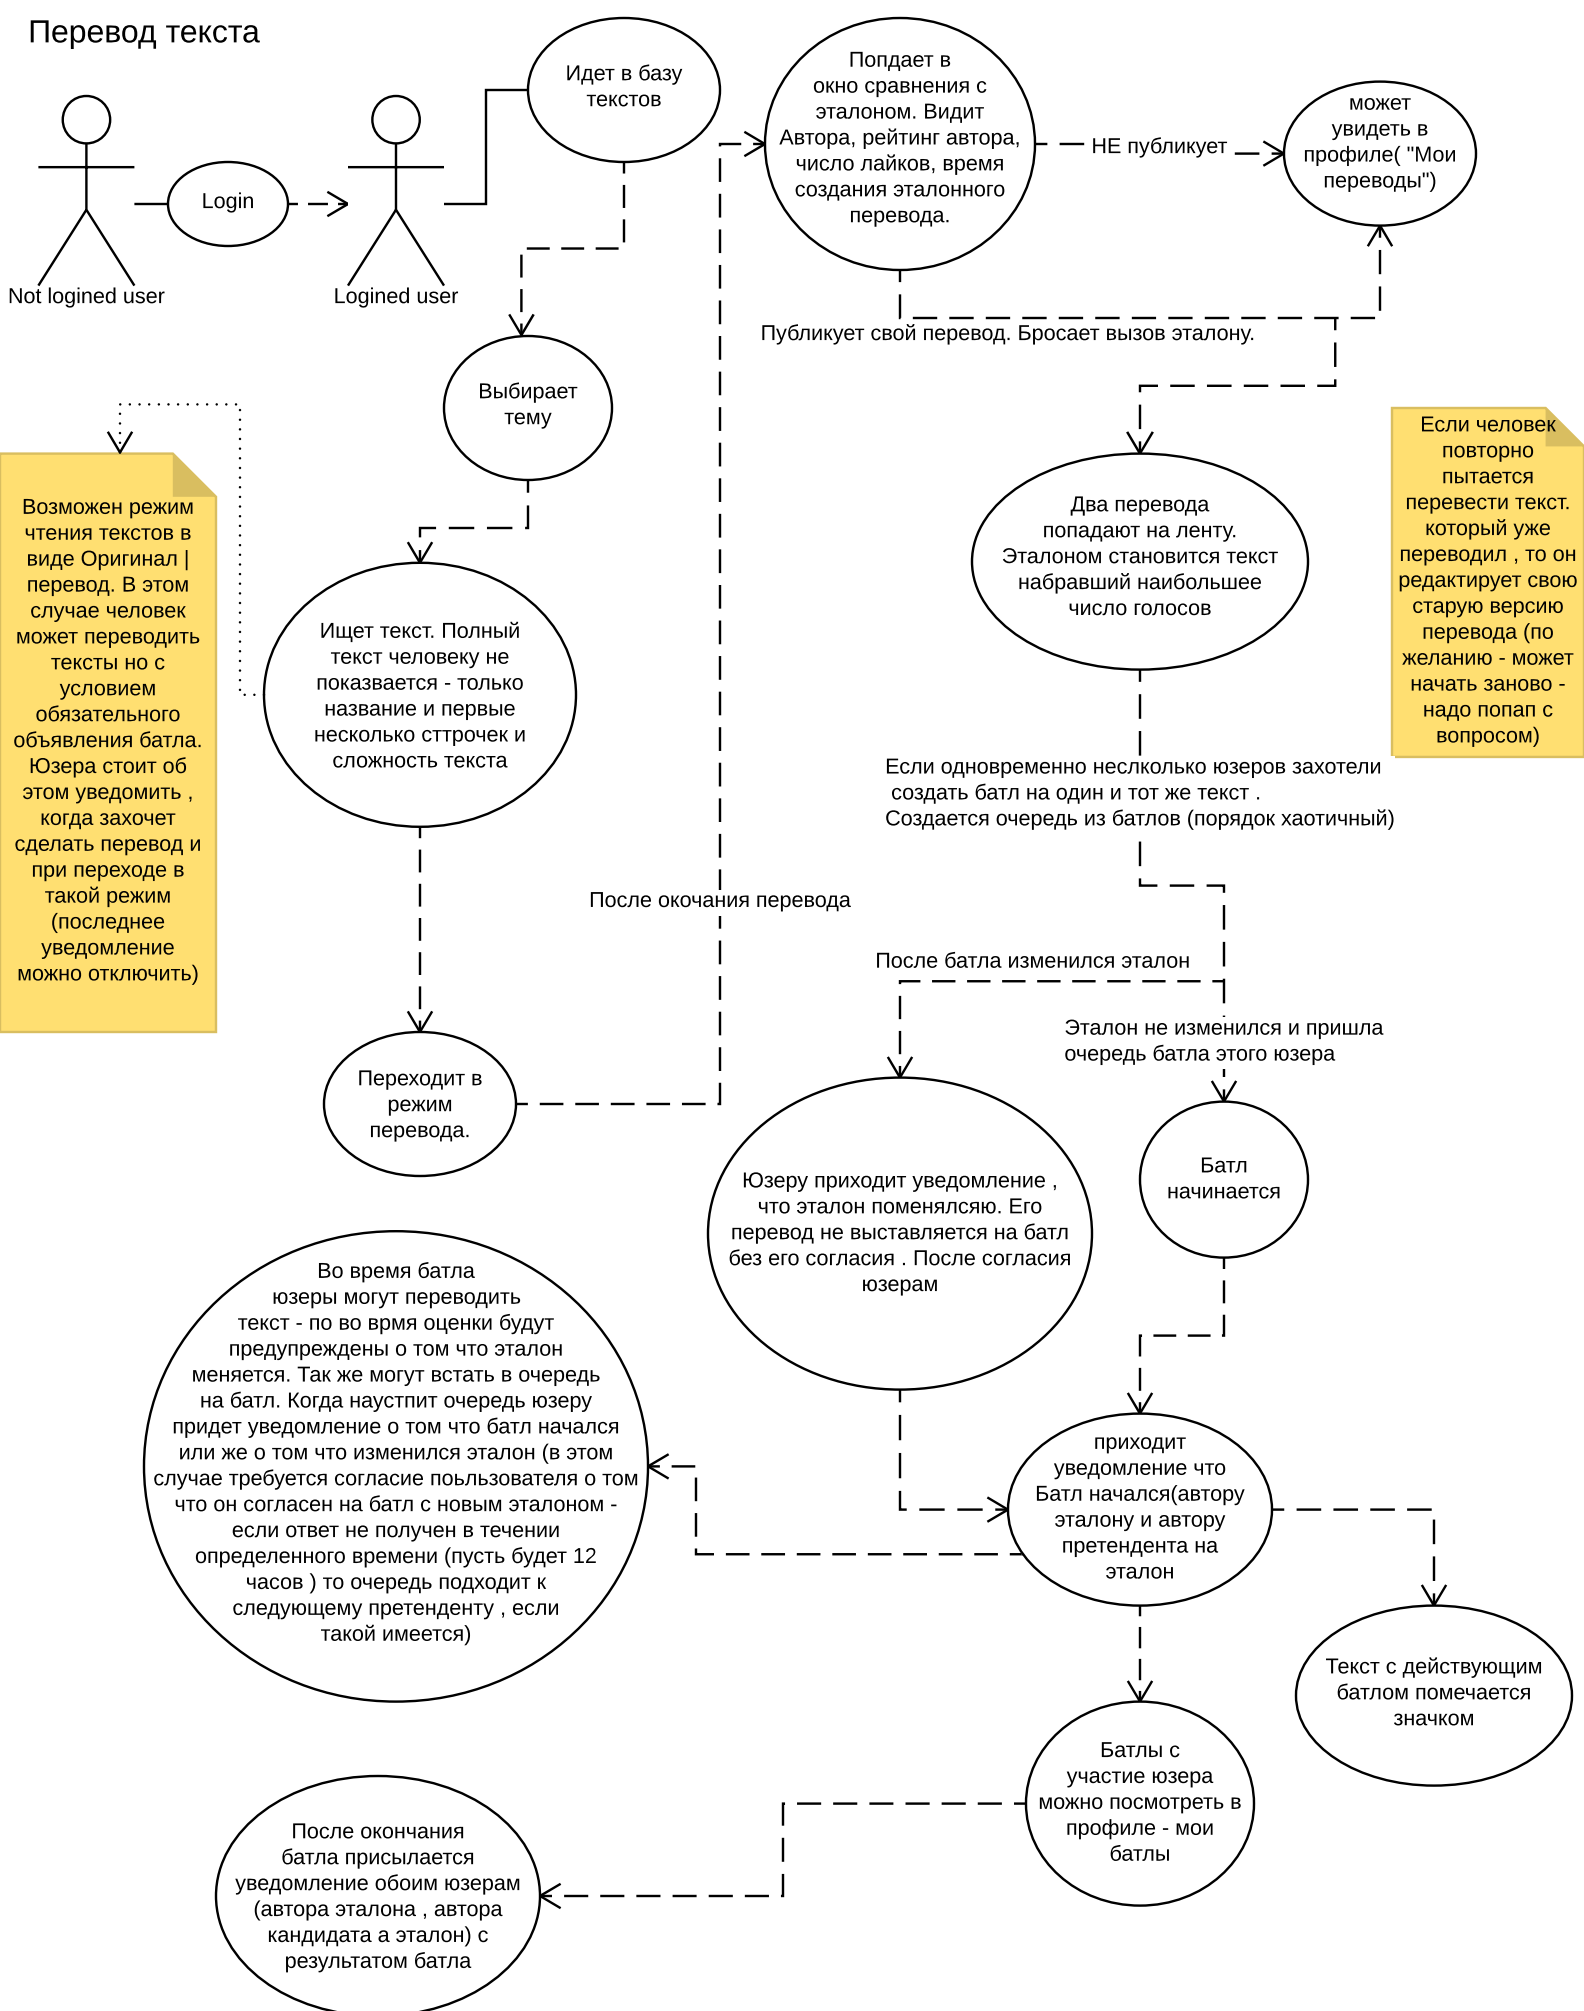 Перевод текста
Not logined user
Login
Logined user
Идет в базу
текстов
Попдает в
окно сравнения с
эталоном. Видит
Автора, рейтинг автора,
число лайков, время
создания эталонного
перевода.
НЕ публикует
может
увидеть в
профиле( "Мои
переводы")
Публикует свой перевод. Бросает вызов эталону.
Выбирает
тему
Возможен режим
чтения текстов в
виде Оригинал |
перевод. В этом
случае человек
может переводить
тексты но с
условием
обязательного
объявления батла.
Юзера стоит об
этом уведомить ,
когда захочет
сделать перевод и
при переходе в
такой режим
(последнее
уведомление
можно отключить)
Ищет текст. Полный
текст человеку не
показвается - только
название и первые
несколько сттрочек и
сложность текста
Два перевода
попадают на ленту.
Эталоном становится текст
набравший наибольшее
число голосов
Если человек
повторно
пытается
перевести текст.
который уже
переводил , то он
редактирует свою
старую версию
перевода (по
желанию - может
начать заново -
надо попап с
вопросом)
Если одновременно неслколько юзеров захотели
создать батл на один и тот же текст .
Создается очередь из батлов (порядок хаотичный)
После окочания перевода
После батла изменился эталон
Эталон не изменился и пришла
очередь батла этого юзера
Переходит в
режим
перевода.
Юзеру приходит уведомление ,
что эталон поменялсяю. Его
перевод не выставляется на батл
без его согласия . После согласия
юзерам
Батл
начинается
Во время батла
юзеры могут переводить
текст - по во врмя оценки будут
предупреждены о том что эталон
меняется. Так же могут встать в очередь
на батл. Когда наустпит очередь юзеру
придет уведомление о том что батл начался
или же о том что изменился эталон (в этом
случае требуется согласие поьльзователя о том
что он согласен на батл с новым эталоном -
если ответ не получен в течении
определенного времени (пусть будет 12
часов ) то очередь подходит к
следующему претенденту , если
такой имеется)
приходит
уведомление что
Батл начался(автору
эталону и автору
претендента на
эталон
Текст с действующим
батлом помечается
значком
Батлы с
участие юзера
можно посмотреть в
профиле - мои
батлы
После окончания
батла присылается
уведомление обоим юзерам
(автора эталона , автора
кандидата а эталон) с
результатом батла